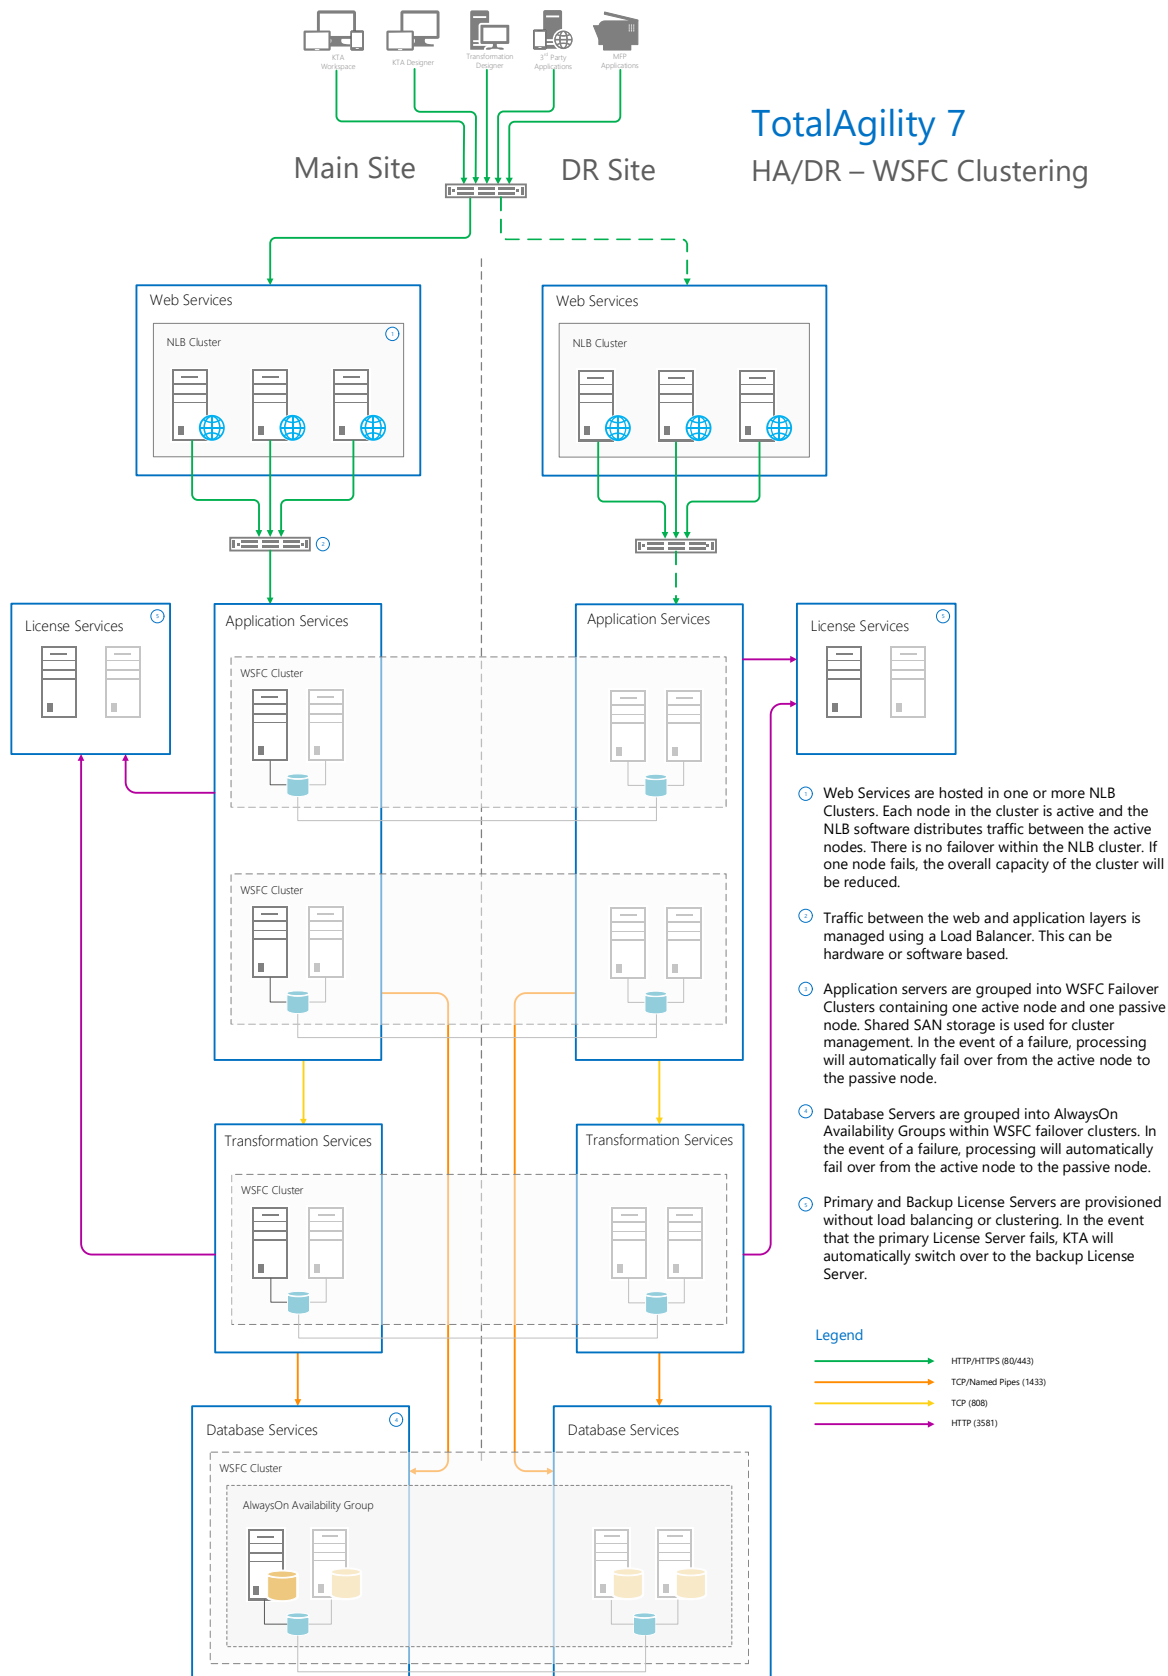 KTA
Workspace
KTA Designer
Transformation
Designer
3rd Party
Applications
MFP
Applications
TotalAgility 7
HA/DR – WSFC Clustering
Main Site
DR Site
Web Services
NLB Cluster
1
Web Services
NLB Cluster
2
License Services
5
Application Services
WSFC Cluster
WSFC Cluster
Application Services
License Services
5
1 Web Services are hosted in one or more NLB
Clusters. Each node in the cluster is active and the
NLB software distributes traffic between the active
nodes. There is no failover within the NLB cluster. If
one node fails, the overall capacity of the cluster will
be reduced.
2 Traffic between the web and application layers is
managed using a Load Balancer. This can be
hardware or software based.
3 Application servers are grouped into WSFC Failover
Clusters containing one active node and one passive
node. Shared SAN storage is used for cluster
management. In the event of a failure, processing
will automatically fail over from the active node to
the passive node.
4 Database Servers are grouped into AlwaysOn
Availability Groups within WSFC failover clusters. In
the event of a failure, processing will automatically
fail over from the active node to the passive node.
5 Primary and Backup License Servers are provisioned
without load balancing or clustering. In the event
that the primary License Server fails, KTA will
automatically switch over to the backup License
Server.
Transformation Services
WSFC Cluster
Transformation Services
Legend
HTTP/HTTPS (80/443)
TCP/Named Pipes (1433)
TCP (808)
HTTP (3581)
Database Services
4
WSFC Cluster
AlwaysOn Availability Group
Database Services